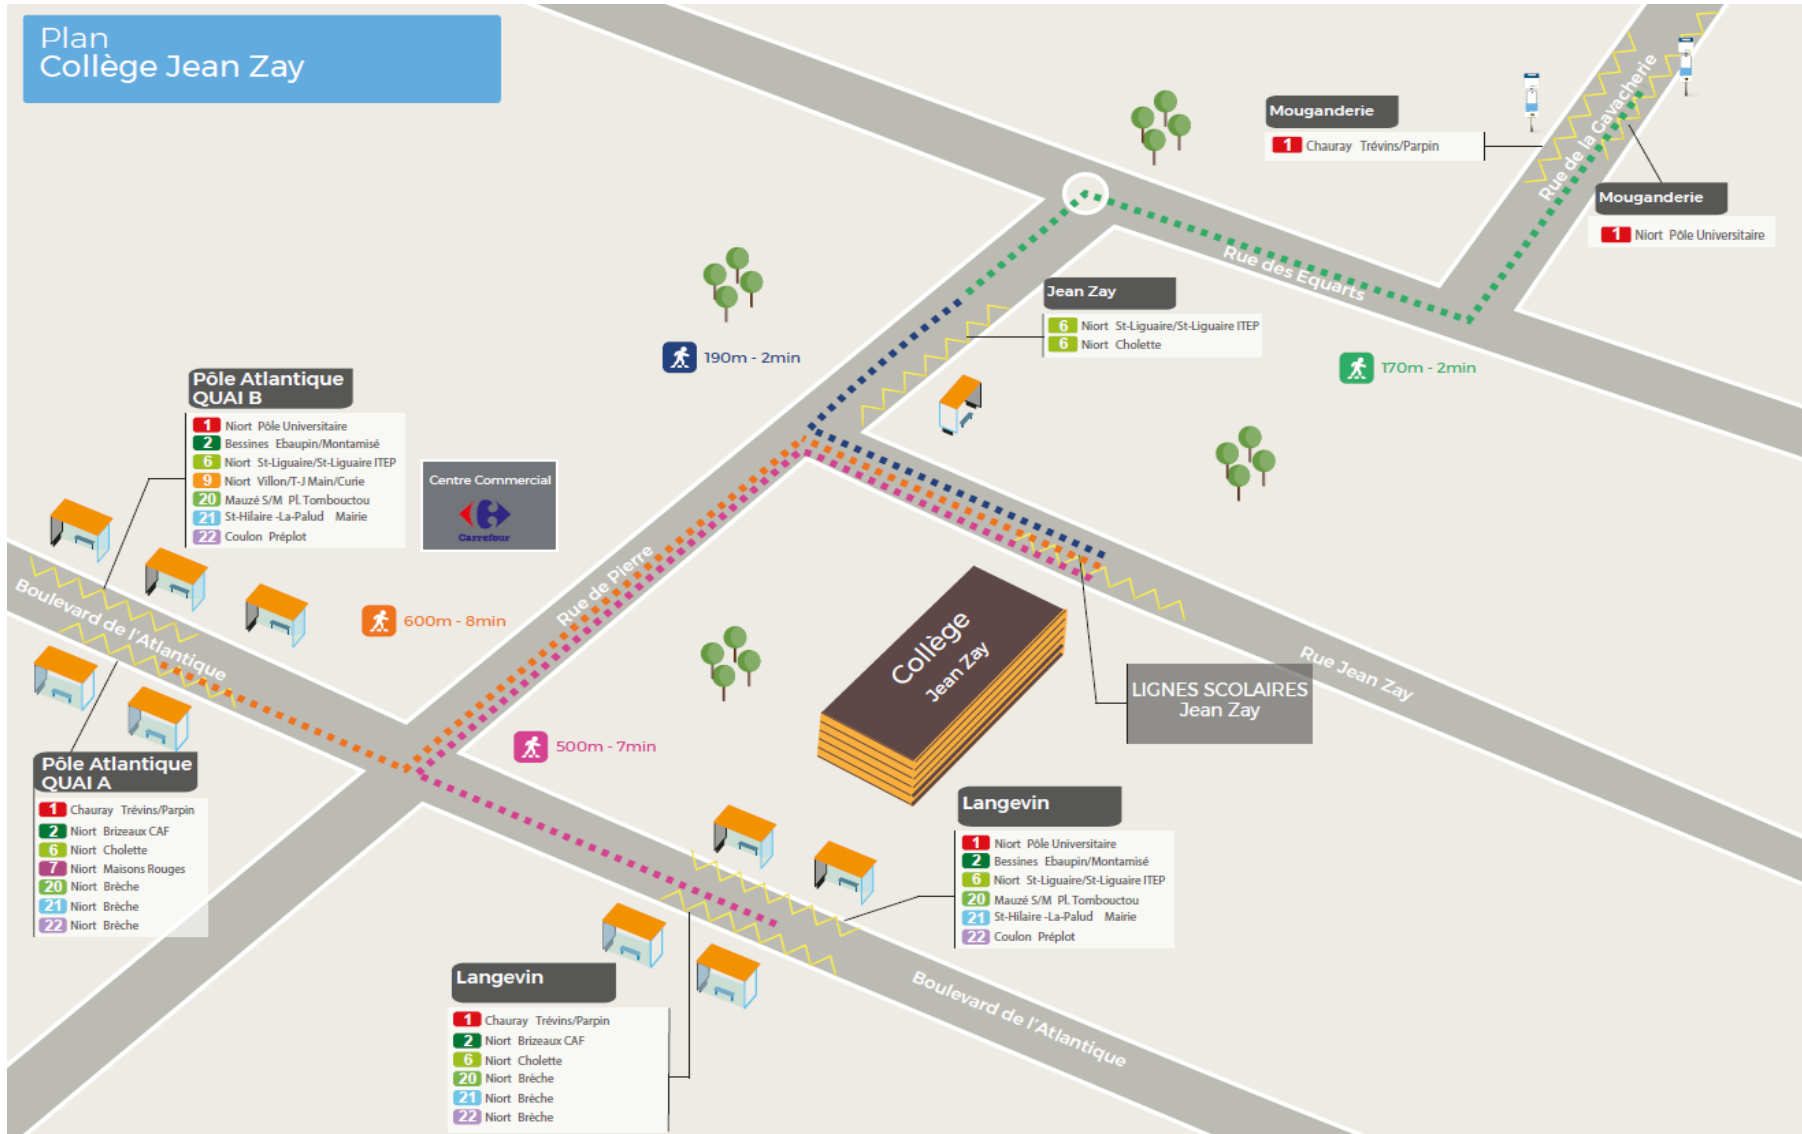 Plan
Collège Jean Zay
Mouganderie
1 Chauray Trévins/Parpin
Rue de la Gavacherie
Mouganderie
1 Niort Pôle Universitaire
Rue des Equarts
Jean Zay
6 Niort St-Liguaire/St-Liguaire ITEP
6 Niort Cholette
190m - 2min
170m - 2min
Pôle Atlantique
QUAI B
1 Niort Pôle Universitaire
2 Bessines Ebaupin/Montamisé
6 Niort St-Liguaire/St-Liguaire ITEP
9 Niort Villon/T-J Main/Curie
20 Mauzé S/M Pl. Tombouctou
21 St-Hilaire -La-Palud Mairie
22 Coulon Préplot
Centre Commercial
Carrefour
Rue de Pierre
600m - 8min
Boulevard de l'Atlantique
Collège
Jean Zay
Rue Jean Zay
LIGNES SCOLAIRES
Jean Zay
500m - 7min
Pôle Atlantique
QUAI A
1 Chauray Trévins/Parpin
2 Niort Brizeaux CAF
6 Niort Cholette
7 Niort Maisons Rouges
20 Niort Brèche
21 Niort Brèche
22 Niort Brèche
Langevin
1 Niort Pôle Universitaire
2 Bessines Ebaupin/Montamisé
6 Niort St-Liguaire/St-Liguaire ITEP
20 Mauzé S/M Pl. Tombouctou
21 St-Hilaire -La-Palud Mairie
22 Coulon Préplot
Langevin
1 Chauray Trévins/Parpin
2 Niort Brizeaux CAF
6 Niort Cholette
20 Niort Brèche
21 Niort Brèche
22 Niort Brèche
Boulevard de l'Atlantique